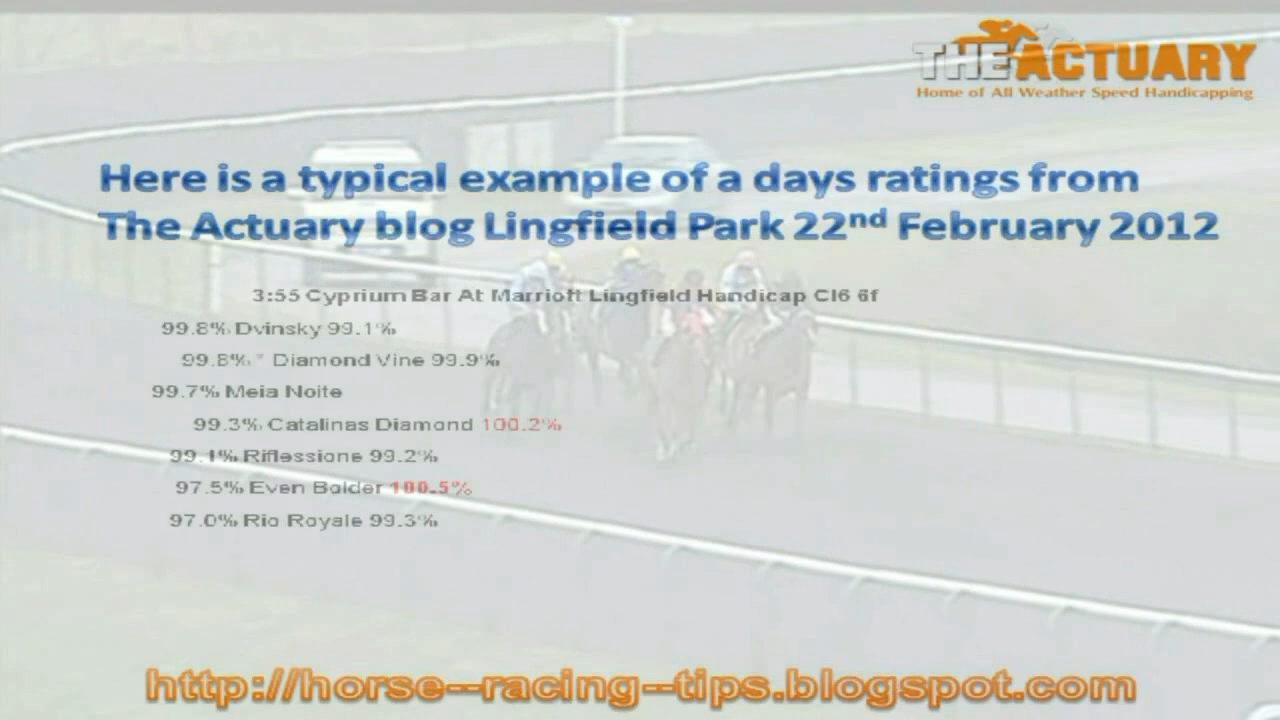 THE ACTUARY
Home of All Weather Speed Handicapping
Here is a typical example of a days ratings from
The Actuary blog Lingfield Park 22nd February 2012
3:55 Cyprium Bar At Marriott Lingfield Handicap Cl6 6f
99.8% Dvinsky 99.1%
99.8% * Diamond Vine 99.9%
99.7% Meia Noite
99.3% Catalinas Diamond 100.2%
99.1% Riflessione 99.2%
97.5% Even Bolder 100.5%
97.0% Rio Royale 99.3%
http://horse--racing--tips.blogspot.com